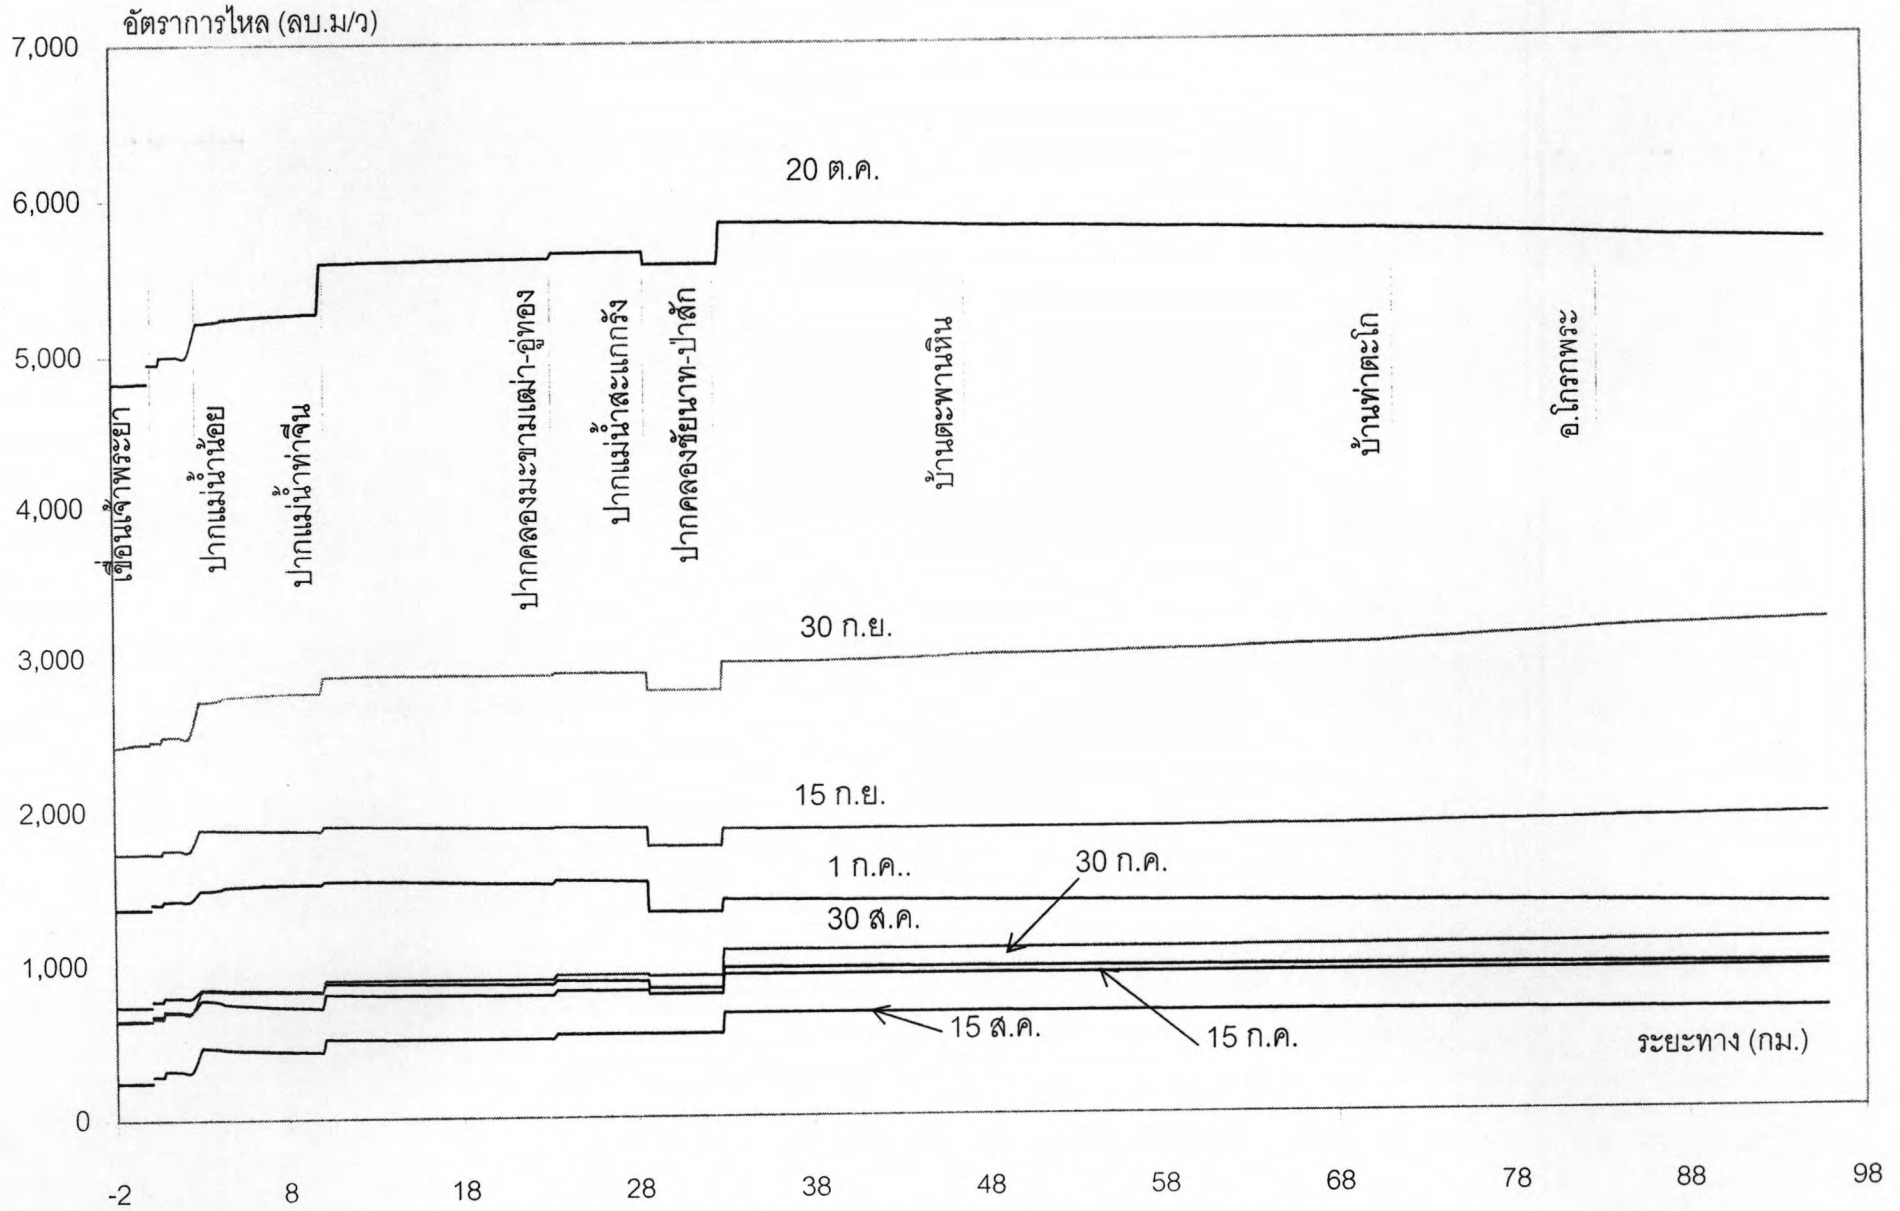 อัตราการไหล (ลบ.ม/ว)
7,000
6,000
5,000
4,000
3,000
2,000
1,000
0
20 ต.ค.
30 ก.ย.
15 ก.ย.
1 ก.ค..
30 ก.ค.
30 ส.ค.
15 ส.ค.
15 ก.ค.
เขื่อนเจ้าพระยา
ปากแม่น้ำน้อย
ปากแม่น้ำท่าจีน
ปากคลองมะขามเฒ่า-อู่ทอง
ปากแม่น้ำสะแกกรัง
ปากคลองชัยนาท-ป่าสัก
บ้านตะพานหิน
บ้านท่าตะโก
อ.โกรกพระ
ระยะทาง (กม.)
-2 8 18 28 38 48 58 68 78 88 98